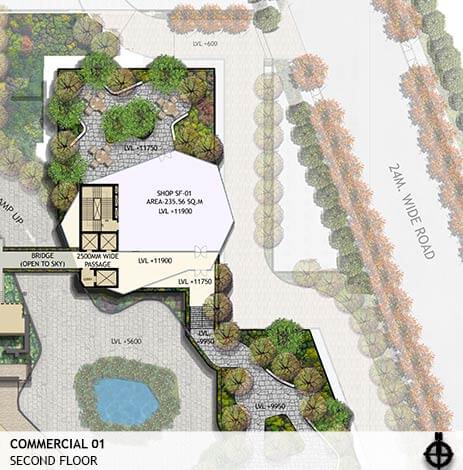 LVL +600
LVL +11750
SHOP SF-01
AREA-235.56 SQ.M
LVL +11900
24M. WIDE ROAD
MP UP
BRIDGE
(OPEN TO SKY)
2500MM WIDE
PASSAGE
LVL +11900
LVL +11750
LVL
+9950
LVL +5600
LVL +9950
COMMERCIAL 01
SECOND FLOOR